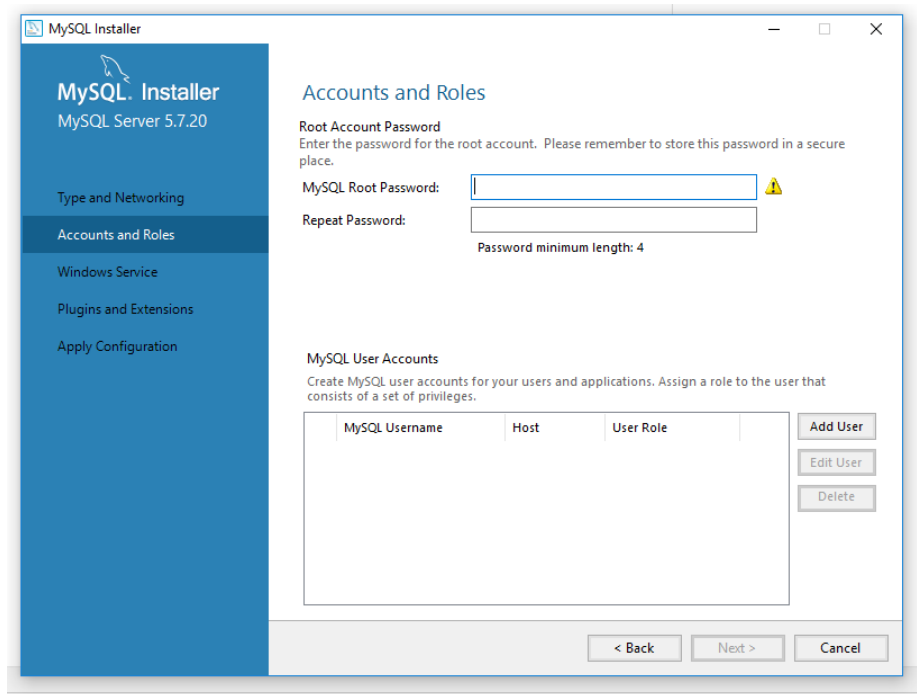 MySQL Installer
MySQL. Installer
MySQL Server 5.7.20
Type and Networking
Accounts and Roles
Windows Service
Plugins and Extensions
Apply Configuration
Accounts and Roles
Root Account Password
Enter the password for the root account. Please remember to store this password in a secure
place.
MySQL Root Password:
Repeat Password:
Password minimum length: 4
MySQL User Accounts
Create MySQL user accounts for your users and applications. Assign a role to the user that
consists of a set of privileges.
MySQL Username Host User Role
Add User
Edit User
Delete
< Back Next > Cancel